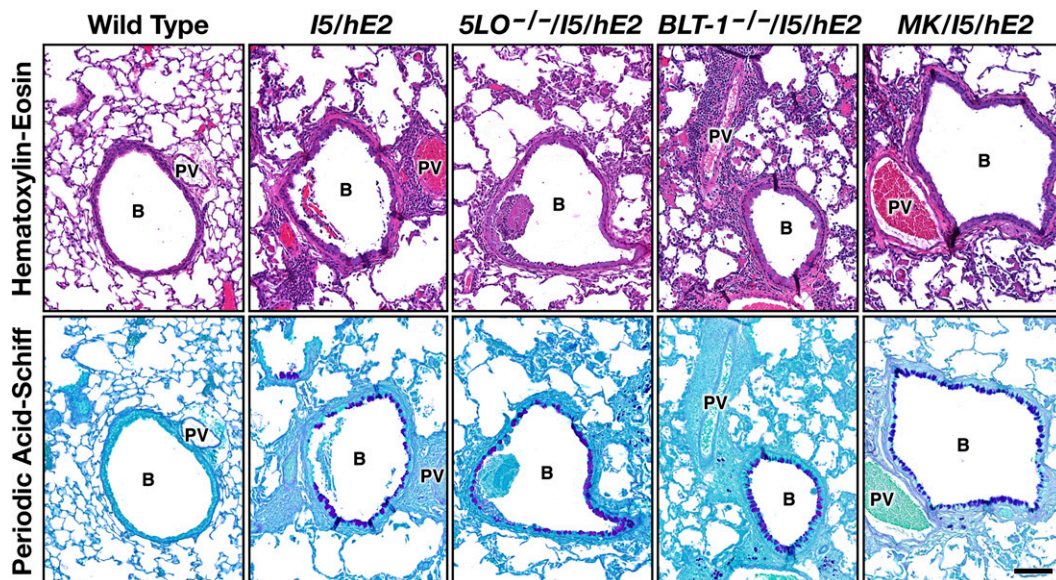 Wild Type I5/hE2 5LO−/−/I5/hE2 BLT-1−/−/I5/hE2 MK/I5/hE2
Hematoxylin-Eosin
B PV
B PV
B
PV B
B PV
Periodic Acid-Schiff
B PV
B PV
B
PV B
B PV